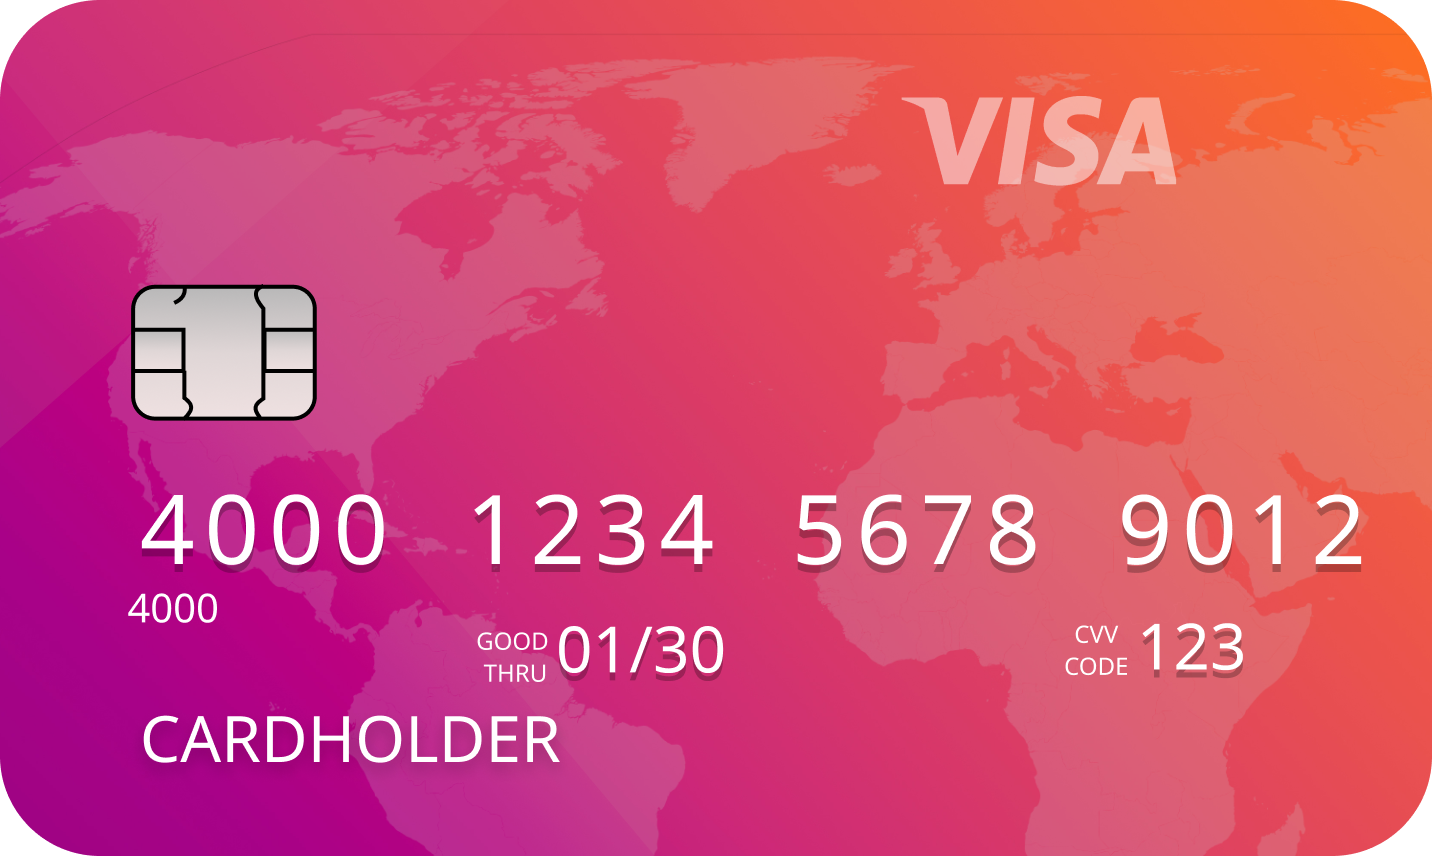 VISA
4000 1234 5678 9012
4000
GOOD THRU 01/30
CVV CODE 123
CARDHOLDER